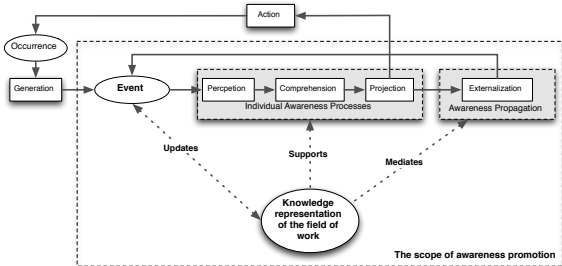 Action
Occurrence
Generation
Event
Percpetion
Comprehension
Projection
Individual Awareness Processes
Externalization
Awareness Propagation
Updates
Supports
Mediates
Knowledge
representation
of the field of
work
The scope of awareness promotion